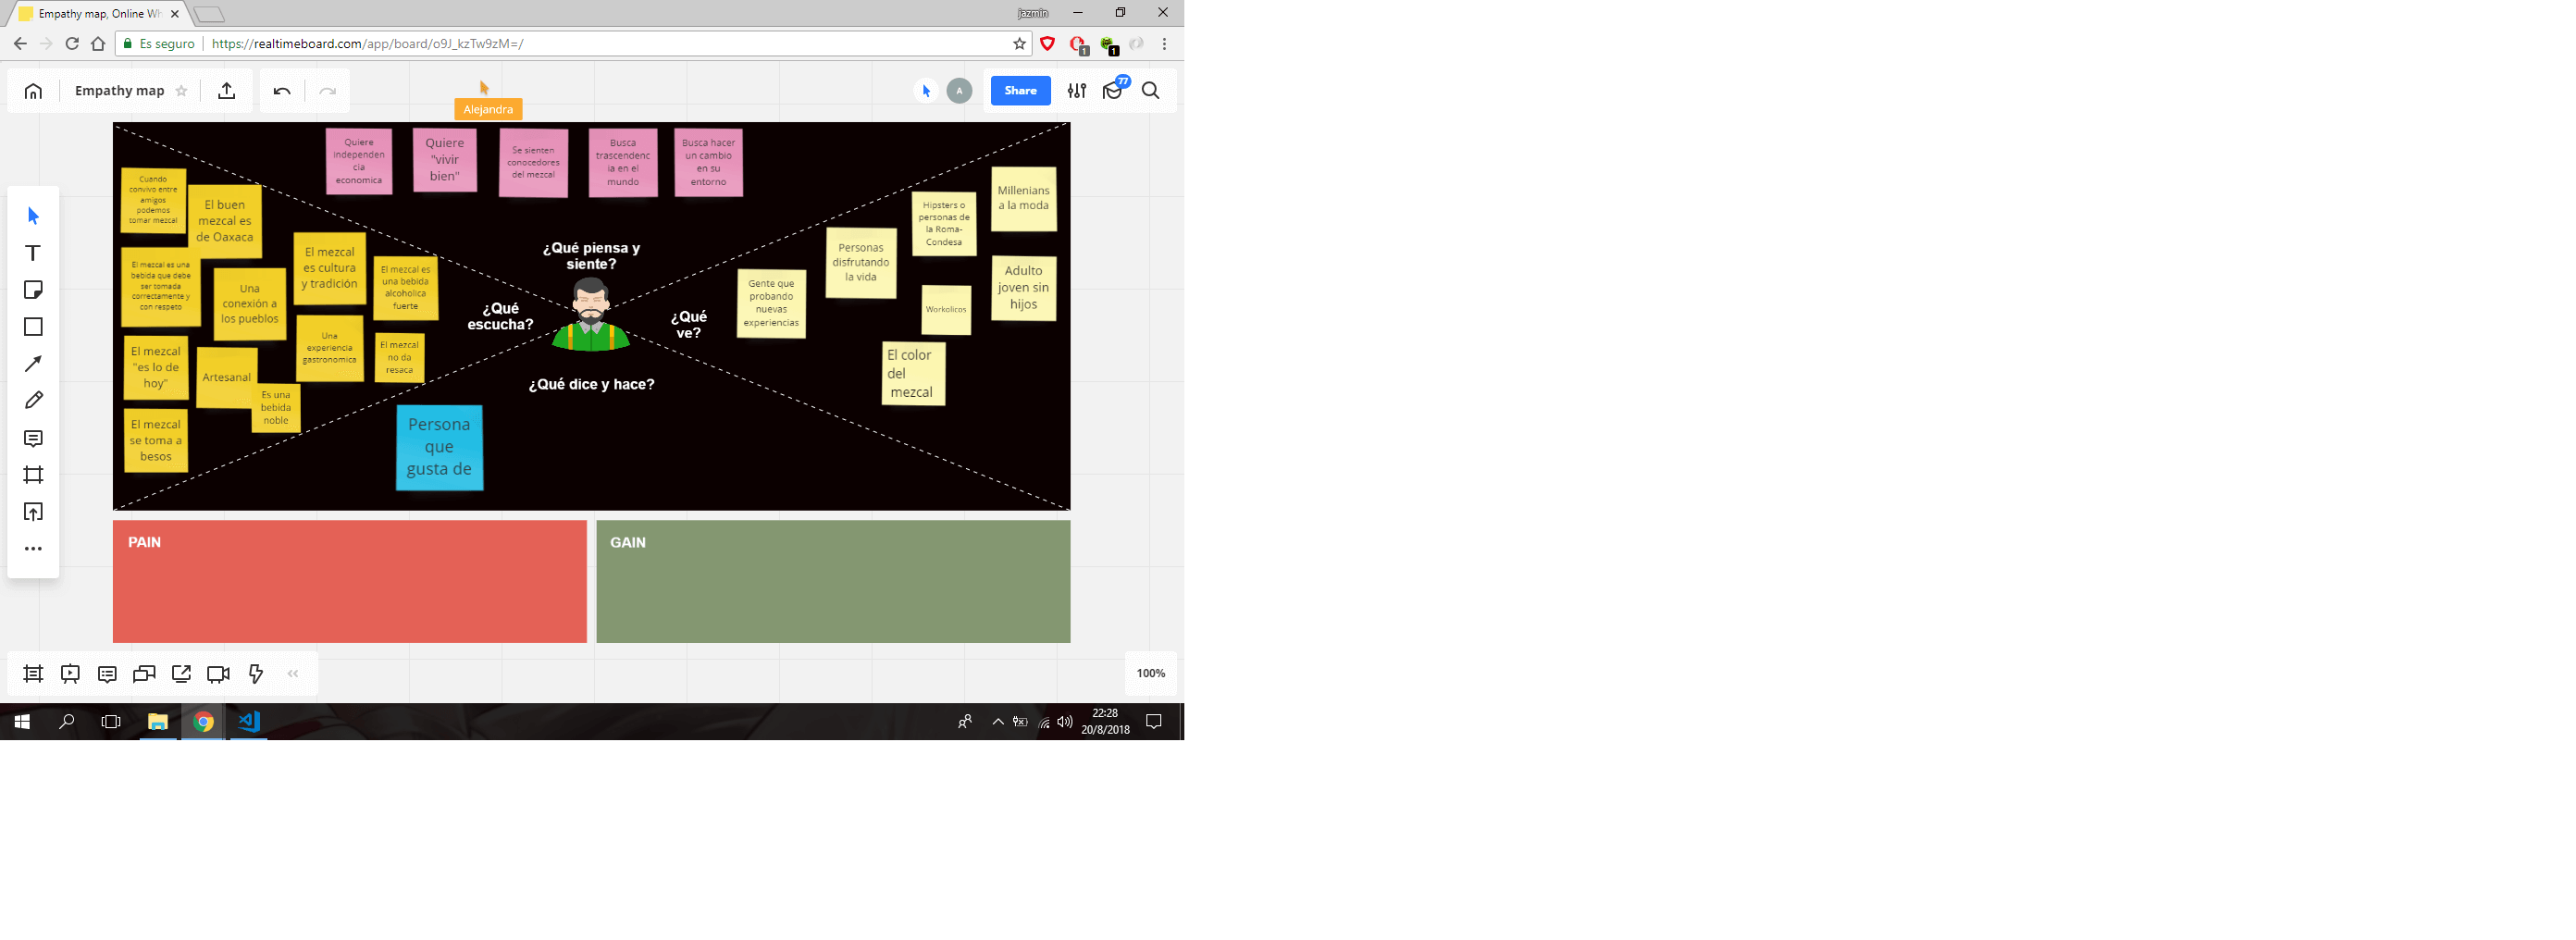 Empathy map, Online Wh
jazmin
Es seguro
https://realtimeboard.com/app/board/o9J_kzTw9zM=/
1
1
Empathy map
Alejandra
A
Share
77
Quiere
independen
cia
economica
Quiere
"vivir
bien"
Se sienten
conocedores
del mezcal
Busca
trascendenc
ia en el
mundo
Busca hacer
un cambio
en su
entorno
Cuando
convivo entre
amigos
podemos
tomar mezcal
El buen
mezcal es
de Oaxaca
El mezcal es una
bebida que debe
ser tomada
correctamente y
con respeto
Una
conexión a
los pueblos
El mezcal
es cultura
y tradición
El mezcal es
una bebida
alcoholica
fuerte
Una
experiencia
gastronomica
El mezcal
no da
resaca
El mezcal
"es lo de
hoy"
Artesanal
Es una
bebida
noble
El mezcal
se toma a
besos
¿Qué piensa y
siente?
¿Qué
escucha?
¿Qué
ve?
¿Qué dice y hace?
Gente que
probando
nuevas
experiencias
Personas
disfrutando
la vida
Hipsters o
personas de
la Roma-
Condesa
Millenians
a la moda
Workolicos
Adulto
joven sin
hijos
El color
del
mezcal
Persona
que
gusta de
PAIN
GAIN
100%
22:28
20/8/2018